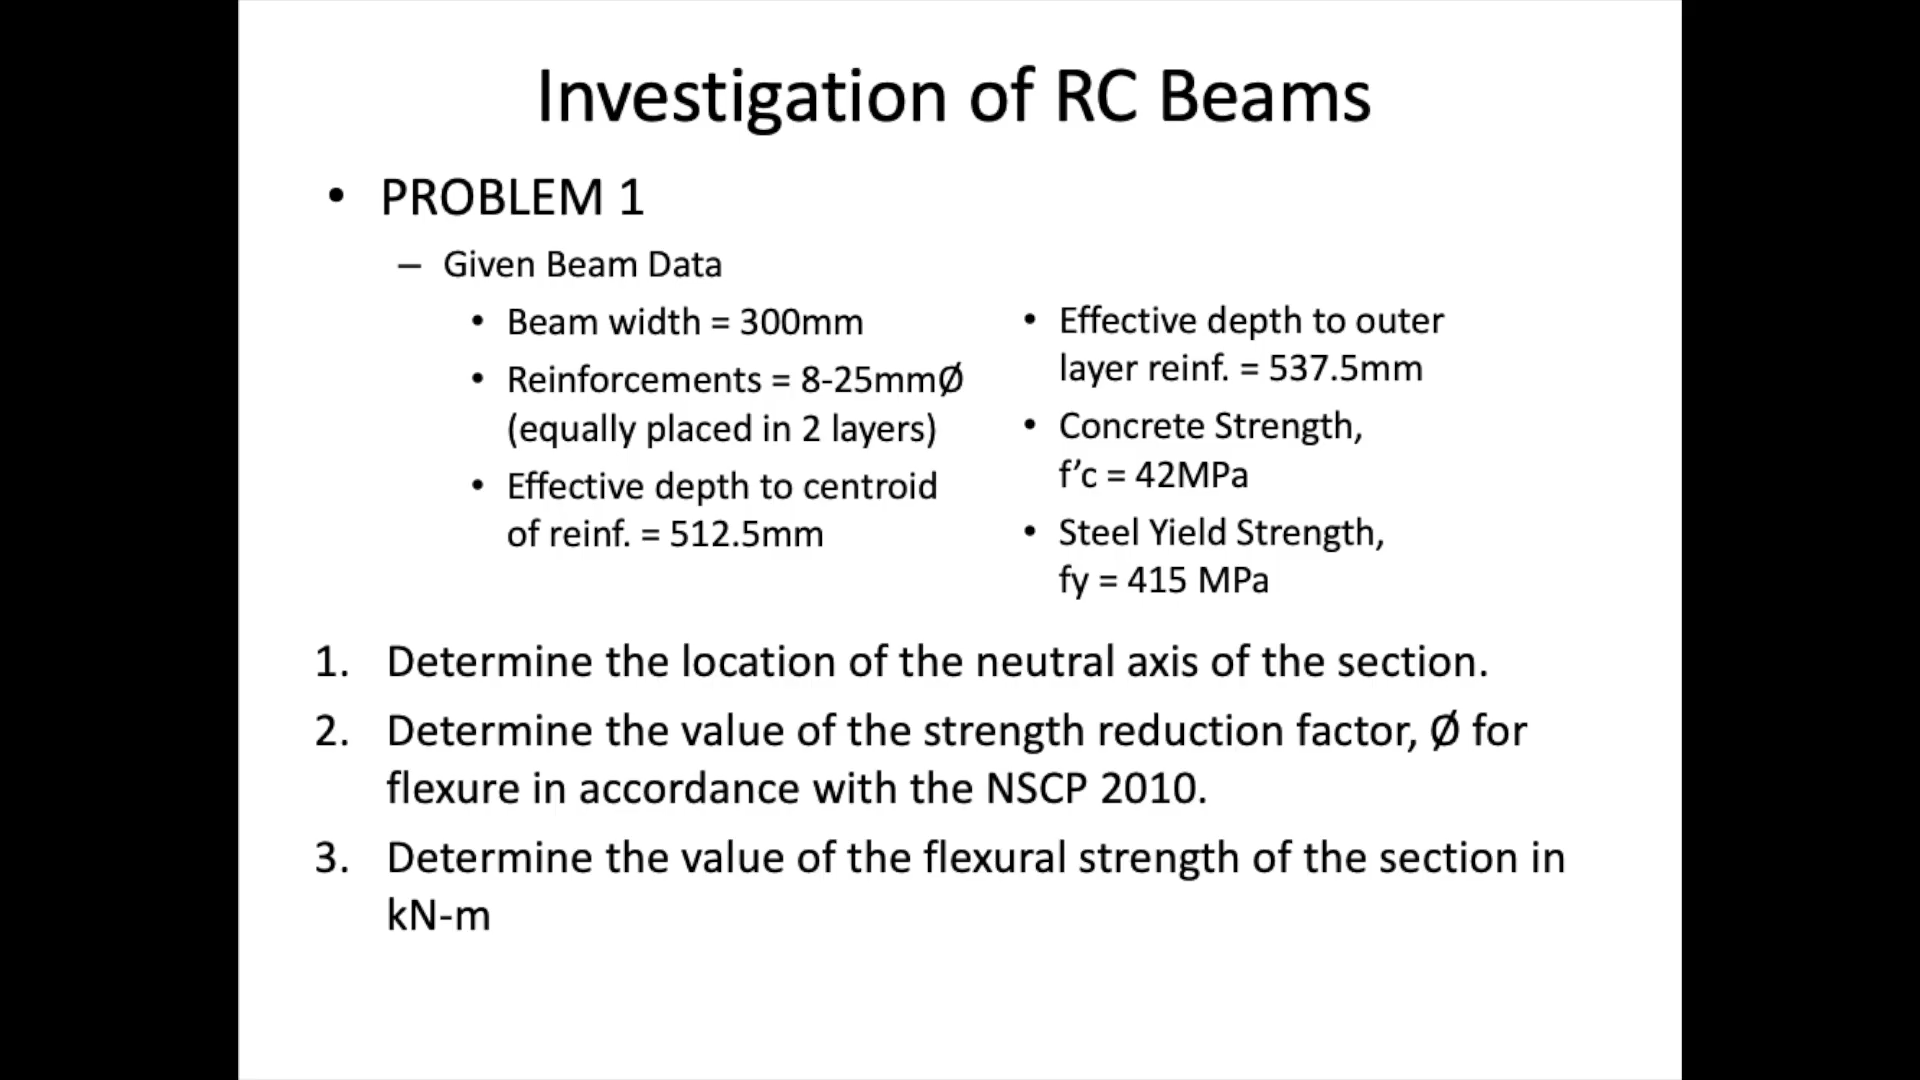 Investigation of RC Beams
• PROBLEM 1
– Given Beam Data
• Beam width = 300mm
• Reinforcements = 8-25mmØ
(equally placed in 2 layers)
• Effective depth to centroid
of reinf. = 512.5mm
• Effective depth to outer
layer reinf. = 537.5mm
• Concrete Strength,
f’c = 42MPa
• Steel Yield Strength,
fy = 415 MPa
1. Determine the location of the neutral axis of the section.
2. Determine the value of the strength reduction factor, Ø for
flexure in accordance with the NSCP 2010.
3. Determine the value of the flexural strength of the section in
kN-m